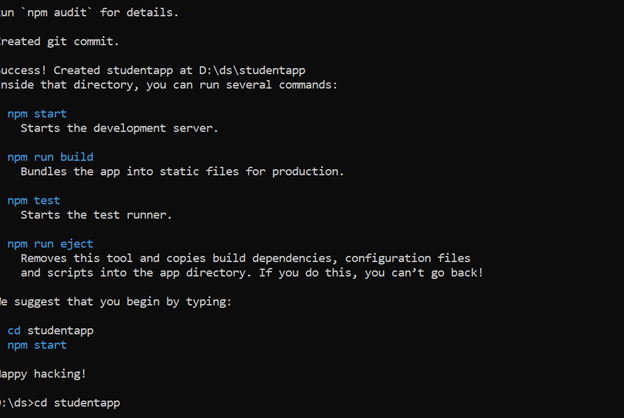 un `npm audit` for details.
Created git commit.
uccess! Created studentapp at D:\ds\studentapp
nside that directory, you can run several commands:
npm start
Starts the development server.
npm run build
Bundles the app into static files for production.
npm test
Starts the test runner.
npm run eject
Removes this tool and copies build dependencies, configuration files
and scripts into the app directory. If you do this, you can’t go back!
We suggest that you begin by typing:
cd studentapp
npm start
Happy hacking!
D:\ds>cd studentapp